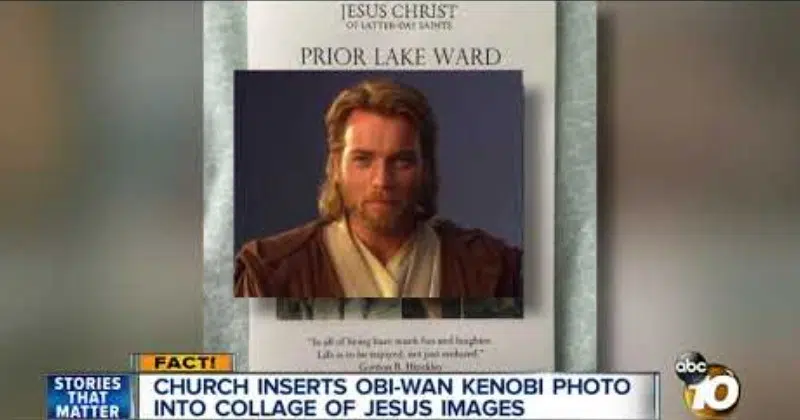 JESUS CHRIST
OF LATTER-DAY SAINTS
PRIOR LAKE WARD
"In all of living have much fun and laughter.
Life is to be enjoyed, not just endured."
Gordon B. Hinckley
FACT!
STORIES
THAT
MATTER
CHURCH INSERTS OBI-WAN KENOBI PHOTO
INTO COLLAGE OF JESUS IMAGES
abc
10